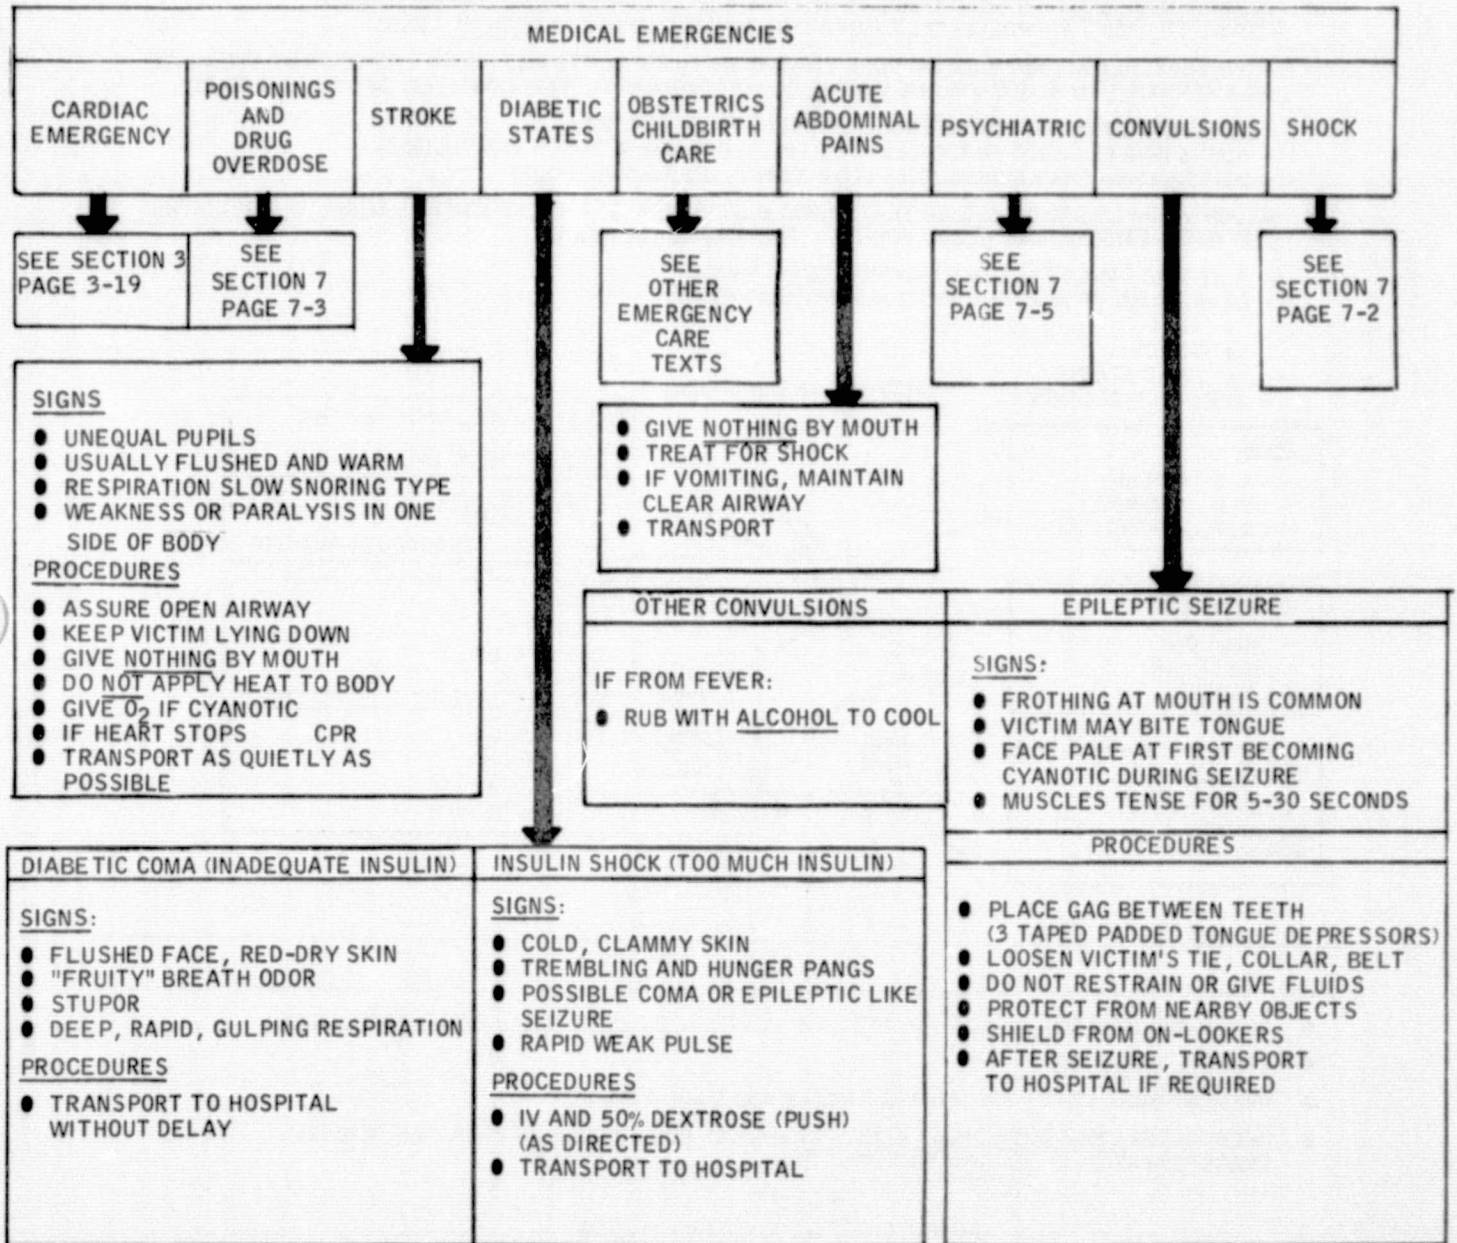 MEDICAL EMERGENCIES
CARDIAC
EMERGENCY
POISONINGS
AND
DRUG
OVERDOSE
STROKE
DIABETIC
STATES
OBSTETRICS
CHILDBIRTH
CARE
ACUTE
ABDOMINAL
PAINS
PSYCHIATRIC
CONVULSIONS
SHOCK
SEE SECTION 3
PAGE 3-19
SEE
SECTION 7
PAGE 7-3
SEE
OTHER
EMERGENCY
CARE
TEXTS
SEE
SECTION 7
PAGE 7-5
SEE
SECTION 7
PAGE 7-2
SIGNS
● UNEQUAL PUPILS
● USUALLY FLUSHED AND WARM
● RESPIRATION SLOW SNORING TYPE
● WEAKNESS OR PARALYSIS IN ONE
SIDE OF BODY
PROCEDURES
● ASSURE OPEN AIRWAY
● KEEP VICTIM LYING DOWN
● GIVE NOTHING BY MOUTH
● DO NOT APPLY HEAT TO BODY
● GIVE O2 IF CYANOTIC
● IF HEART STOPS CPR
● TRANSPORT AS QUIETLY AS
POSSIBLE
● GIVE NOTHING BY MOUTH
● TREAT FOR SHOCK
● IF VOMITING, MAINTAIN
CLEAR AIRWAY
● TRANSPORT
OTHER CONVULSIONS
IF FROM FEVER:
● RUB WITH ALCOHOL TO COOL
EPILEPTIC SEIZURE
SIGNS:
● FROTHING AT MOUTH IS COMMON
● VICTIM MAY BITE TONGUE
● FACE PALE AT FIRST BECOMING
CYANOTIC DURING SEIZURE
● MUSCLES TENSE FOR 5-30 SECONDS
PROCEDURES
● PLACE GAG BETWEEN TEETH
(3 TAPED PADDED TONGUE DEPRESSORS)
● LOOSEN VICTIM'S TIE, COLLAR, BELT
● DO NOT RESTRAIN OR GIVE FLUIDS
● PROTECT FROM NEARBY OBJECTS
● SHIELD FROM ON-LOOKERS
● AFTER SEIZURE, TRANSPORT
TO HOSPITAL IF REQUIRED
DIABETIC COMA (INADEQUATE INSULIN)
SIGNS:
● FLUSHED FACE, RED-DRY SKIN
● "FRUITY" BREATH ODOR
● STUPOR
● DEEP, RAPID, GULPING RESPIRATION
PROCEDURES
● TRANSPORT TO HOSPITAL
WITHOUT DELAY
INSULIN SHOCK (TOO MUCH INSULIN)
SIGNS:
● COLD, CLAMMY SKIN
● TREMBLING AND HUNGER PANGS
● POSSIBLE COMA OR EPILEPTIC LIKE
SEIZURE
● RAPID WEAK PULSE
PROCEDURES
● IV AND 50% DEXTROSE (PUSH)
(AS DIRECTED)
● TRANSPORT TO HOSPITAL